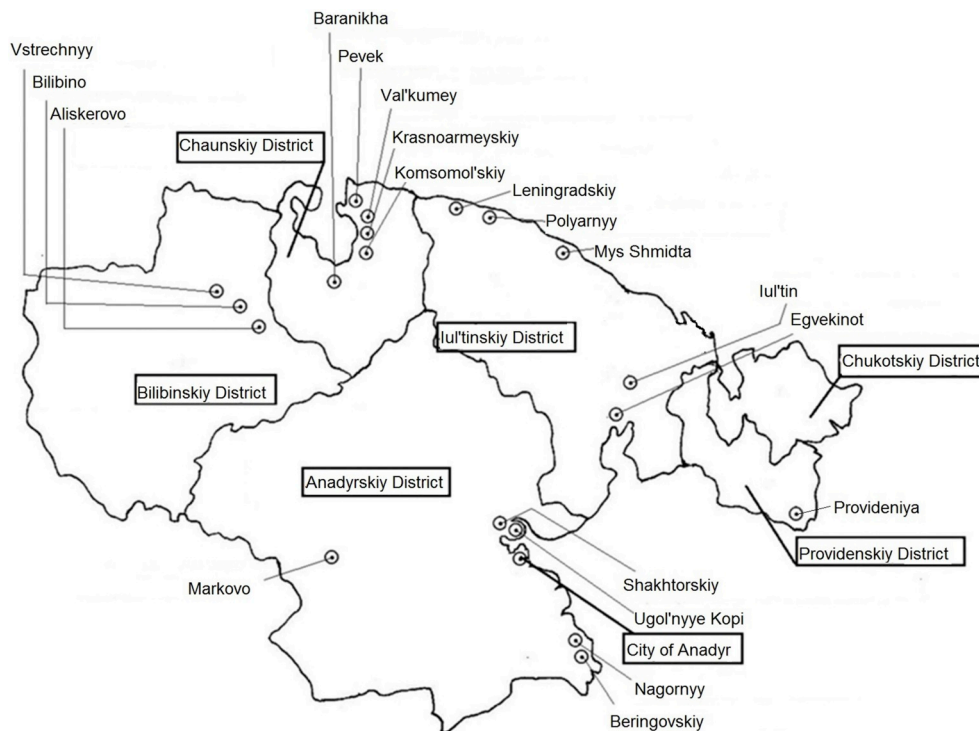 Baranikha
Vstrechnyy
Pevek
Bilibino
Val'kumey
Aliskerovo
Krasnoarmeyskiy
Chaunskiy District
Komsomol'skiy
Leningradskiy
Polyarnyy
Mys Shmidta
Iul'tin
Egvekinot
Iul'tinskiy District
Chukotskiy District
Bilibinskiy District
Anadyrskiy District
Provideniya
Providenskiy District
Markovo
Shakhtorskiy
Ugol'nyye Kopi
City of Anadyr
Nagornyy
Beringovskiy